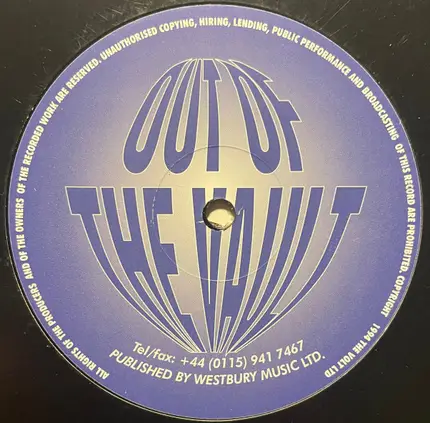 ALL RIGHTS OF THE PRODUCERS AND OF THE OWNERS OF THE RECORDED WORK ARE RESERVED. UNAUTHORISED COPYING, HIRING, LENDING, PUBLIC PERFORMANCE AND BROADCASTING OF THIS RECORD ARE PROHIBITED. COPYRIGHT 1994 THE VOLT LTD
OUT OF
THE VAULT
Tel/fax: +44 (0115) 941 7467
PUBLISHED BY WESTBURY MUSIC LTD.